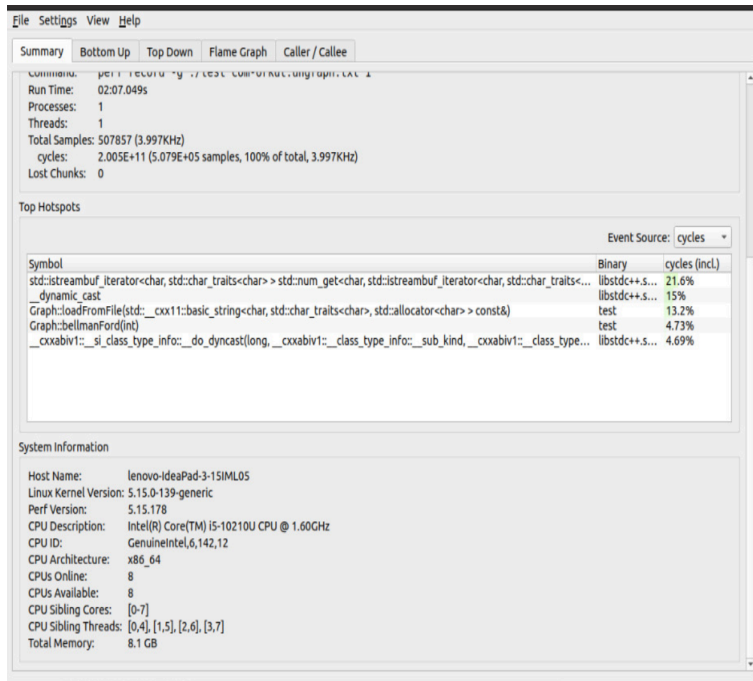 File Settings View Help
Summary Bottom Up Top Down Flame Graph Caller / Callee
Command: perf record -g ./test com-orkut.ungraph.txt 1
Run Time: 02:07.049s
Processes: 1
Threads: 1
Total Samples: 507857 (3.997KHz)
cycles: 2.005E+11 (5.079E+05 samples, 100% of total, 3.997KHz)
Lost Chunks: 0
Top Hotspots
Event Source: cycles
Symbol Binary cycles (incl.)
std::istreambuf_iterator<char, std::char_traits<char> > std::num_get<char, std::istreambuf_iterator<char, std::char_traits<... libstdc++.s... 21.6%
__dynamic_cast libstdc++.s... 15%
Graph::loadFromFile(std::__cxx11::basic_string<char, std::char_traits<char>, std::allocator<char> > const&) test 13.2%
Graph::bellmanFord(int) test 4.73%
__cxxabiv1::__si_class_type_info::__do_dyncast(long, __cxxabiv1::__class_type_info::__sub_kind, __cxxabiv1::__class_type... libstdc++.s... 4.69%
System Information
Host Name: lenovo-IdeaPad-3-15IML05
Linux Kernel Version: 5.15.0-139-generic
Perf Version: 5.15.178
CPU Description: Intel(R) Core(TM) i5-10210U CPU @ 1.60GHz
CPU ID: GenuineIntel,6,142,12
CPU Architecture: x86_64
CPUs Online: 8
CPUs Available: 8
CPU Sibling Cores: [0-7]
CPU Sibling Threads: [0,4], [1,5], [2,6], [3,7]
Total Memory: 8.1 GB